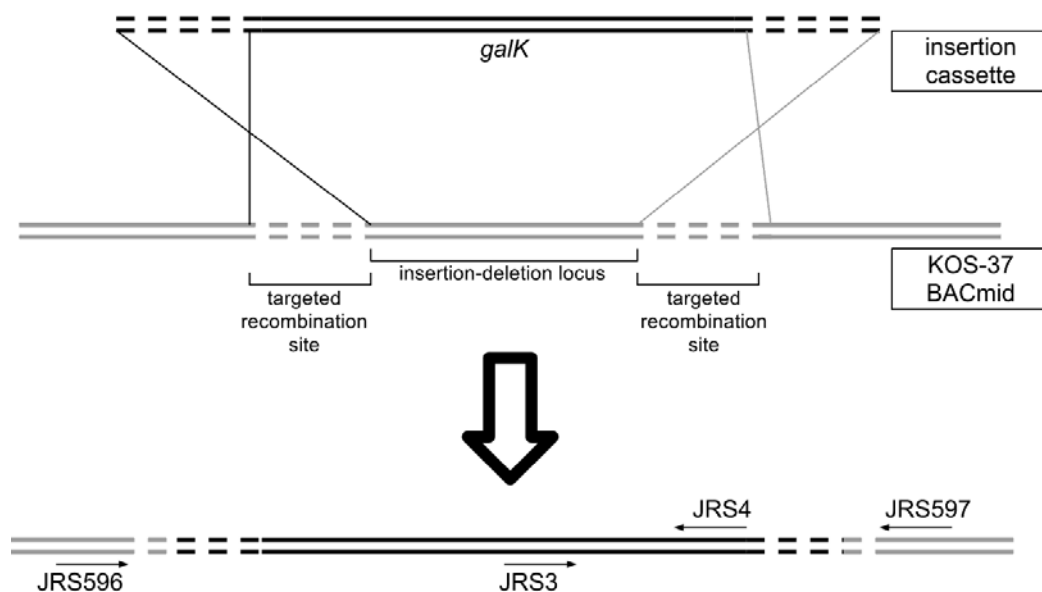 galK
insertion
cassette
insertion-deletion locus
targeted
recombination
site
targeted
recombination
site
KOS-37
BACmid
JRS4
JRS597
JRS596
JRS3